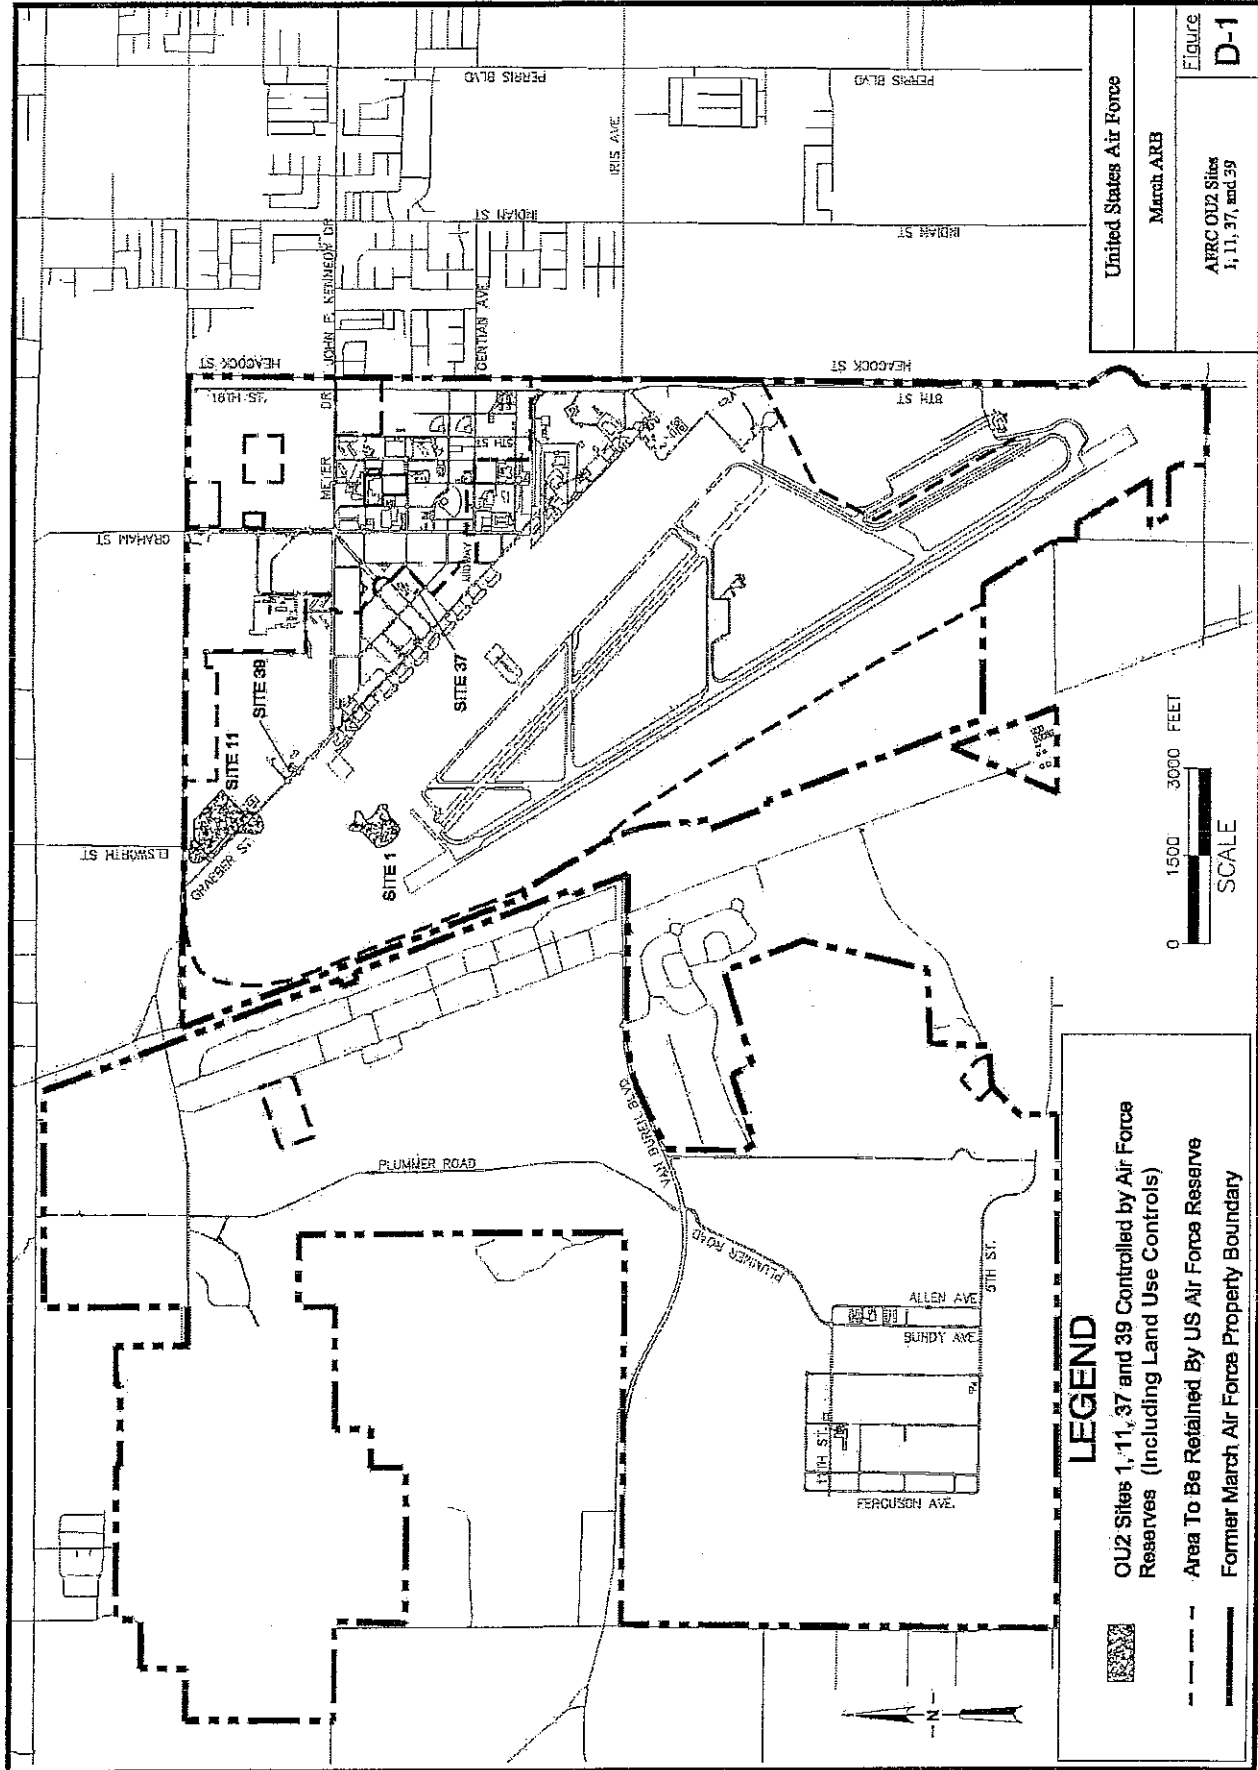 PERRIS BLVD
PERRIS BLVD
IRIS AVE
INDIAN ST
INDIAN ST
JOHN F. KENNEDY DR
GENTIAN AVE
HEACOCK ST
HEACOCK ST
8TH ST
MEYER DR
5TH ST
GRAHAM ST
MIDWAY
SITE 39
SITE 37
SITE 11
SITE 1
ELSWORTH ST
GRAEBER ST
PLUMMER ROAD
VAN BUREN BLVD
PLUMMER ROAD
ALLEN AVE
BUNDY AVE
5TH ST.
11TH ST.
FERGUSON AVE.
N
0 1500 3000 FEET
SCALE
LEGEND
OU2 Sites 1, 11, 37 and 39 Controlled by Air Force
Reserves (Including Land Use Controls)
Area To Be Retained By US Air Force Reserve
Former March Air Force Property Boundary
United States Air Force
March ARB
AFRC OU2 Sites
1, 11, 37, and 39
Figure
D-1